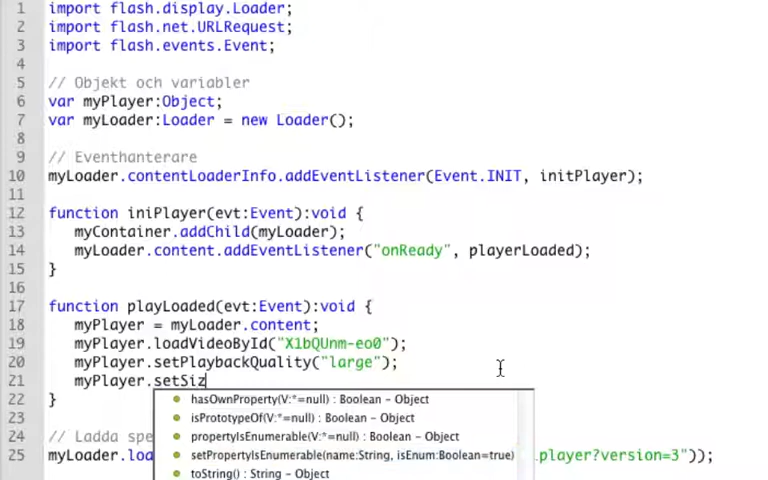 1 import flash.display.Loader;
2 import flash.net.URLRequest;
3 import flash.events.Event;
4
5 // Objekt och variabler
6 var myPlayer:Object;
7 var myLoader:Loader = new Loader();
8
9 // Eventhanterare
10 myLoader.contentLoaderInfo.addEventListener(Event.INIT, initPlayer);
11
12 function iniPlayer(evt:Event):void {
13 myContainer.addChild(myLoader);
14 myLoader.content.addEventListener("onReady", playerLoaded);
15 }
16
17 function playLoaded(evt:Event):void {
18 myPlayer = myLoader.content;
19 myPlayer.loadVideoById("X1bQUnm-eo0");
20 myPlayer.setPlaybackQuality("large");
21 myPlayer.setSiz
22 }
hasOwnProperty(V:*=null) : Boolean - Object
23
isPrototypeOf(V:*=null) : Boolean - Object
24 // Ladda spe
propertyIsEnumerable(V:*=null) : Boolean - Object
25 myLoader.loa
setPropertyIsEnumerable(name:String, isEnum:Boolean=true)
.player?version=3"));
toString() : String - Object